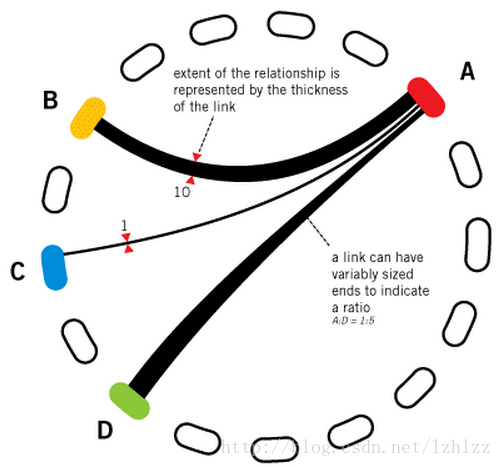 A
extent of the relationship is
represented by the thickness
of the link
B
10
1
C
a link can have
variably sized
ends to indicate
a ratio
A:D = 1:5
D
http://blog.csdn.net/lzhlzz